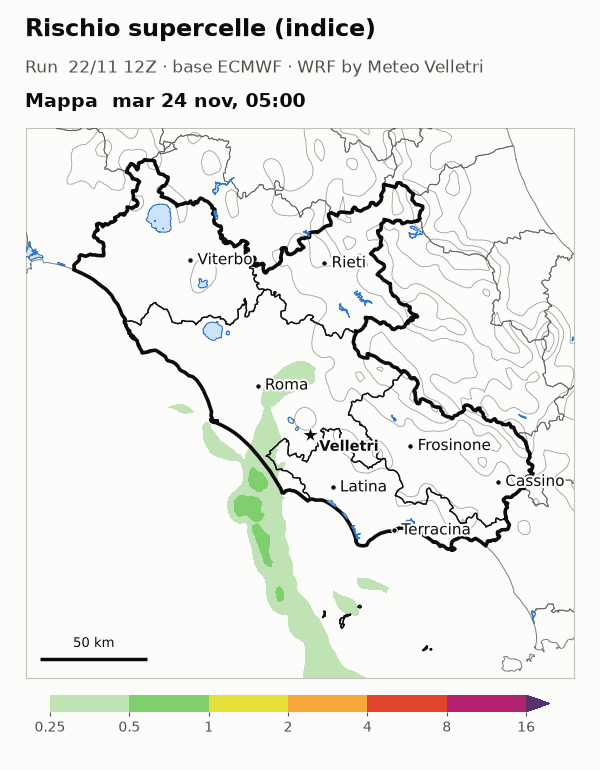 Rischio supercelle (indice)
Run  22/11 12Z · base ECMWF · WRF by Meteo Velletri
Mappa  mar 24 nov, 05:00
Viterbo
Rieti
Roma
Velletri
Frosinone
Latina
Cassino
Terracina
50 km
0.25 0.5 1 2 4 8 16